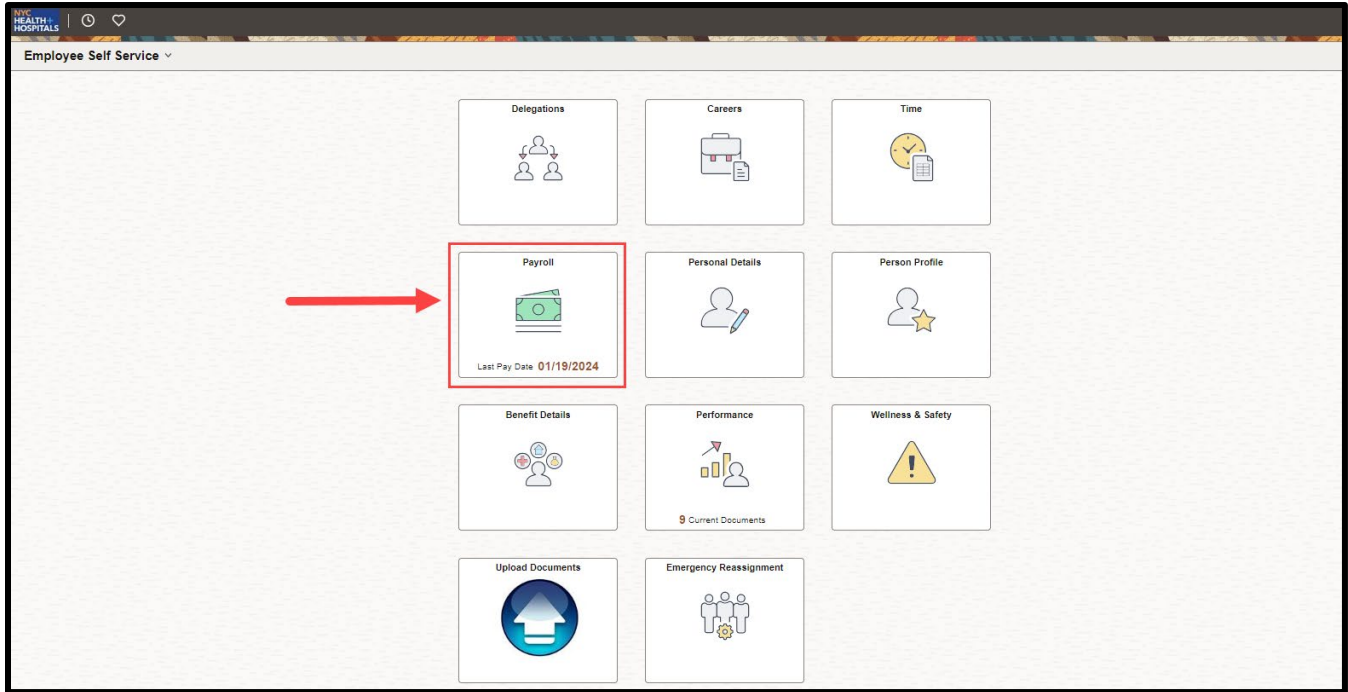 NYC
HEALTH+
HOSPITALS
Employee Self Service
Delegations
Careers
Time
Payroll
Last Pay Date 01/19/2024
Personal Details
Person Profile
Benefit Details
Performance
9 Current Documents
Wellness & Safety
Upload Documents
Emergency Reassignment